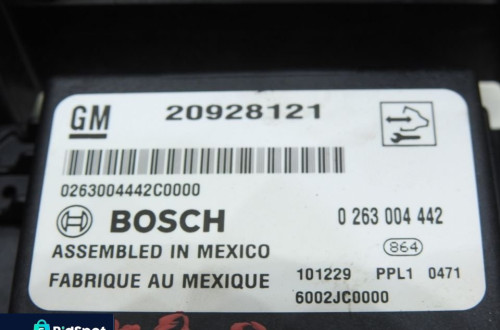 GM 20928121
0263004442C0000
BOSCH 0 263 004 442
ASSEMBLED IN MEXICO 864
FABRIQUE AU MEXIQUE 101229 PPL1 0471
6002JC0000
BidSpot